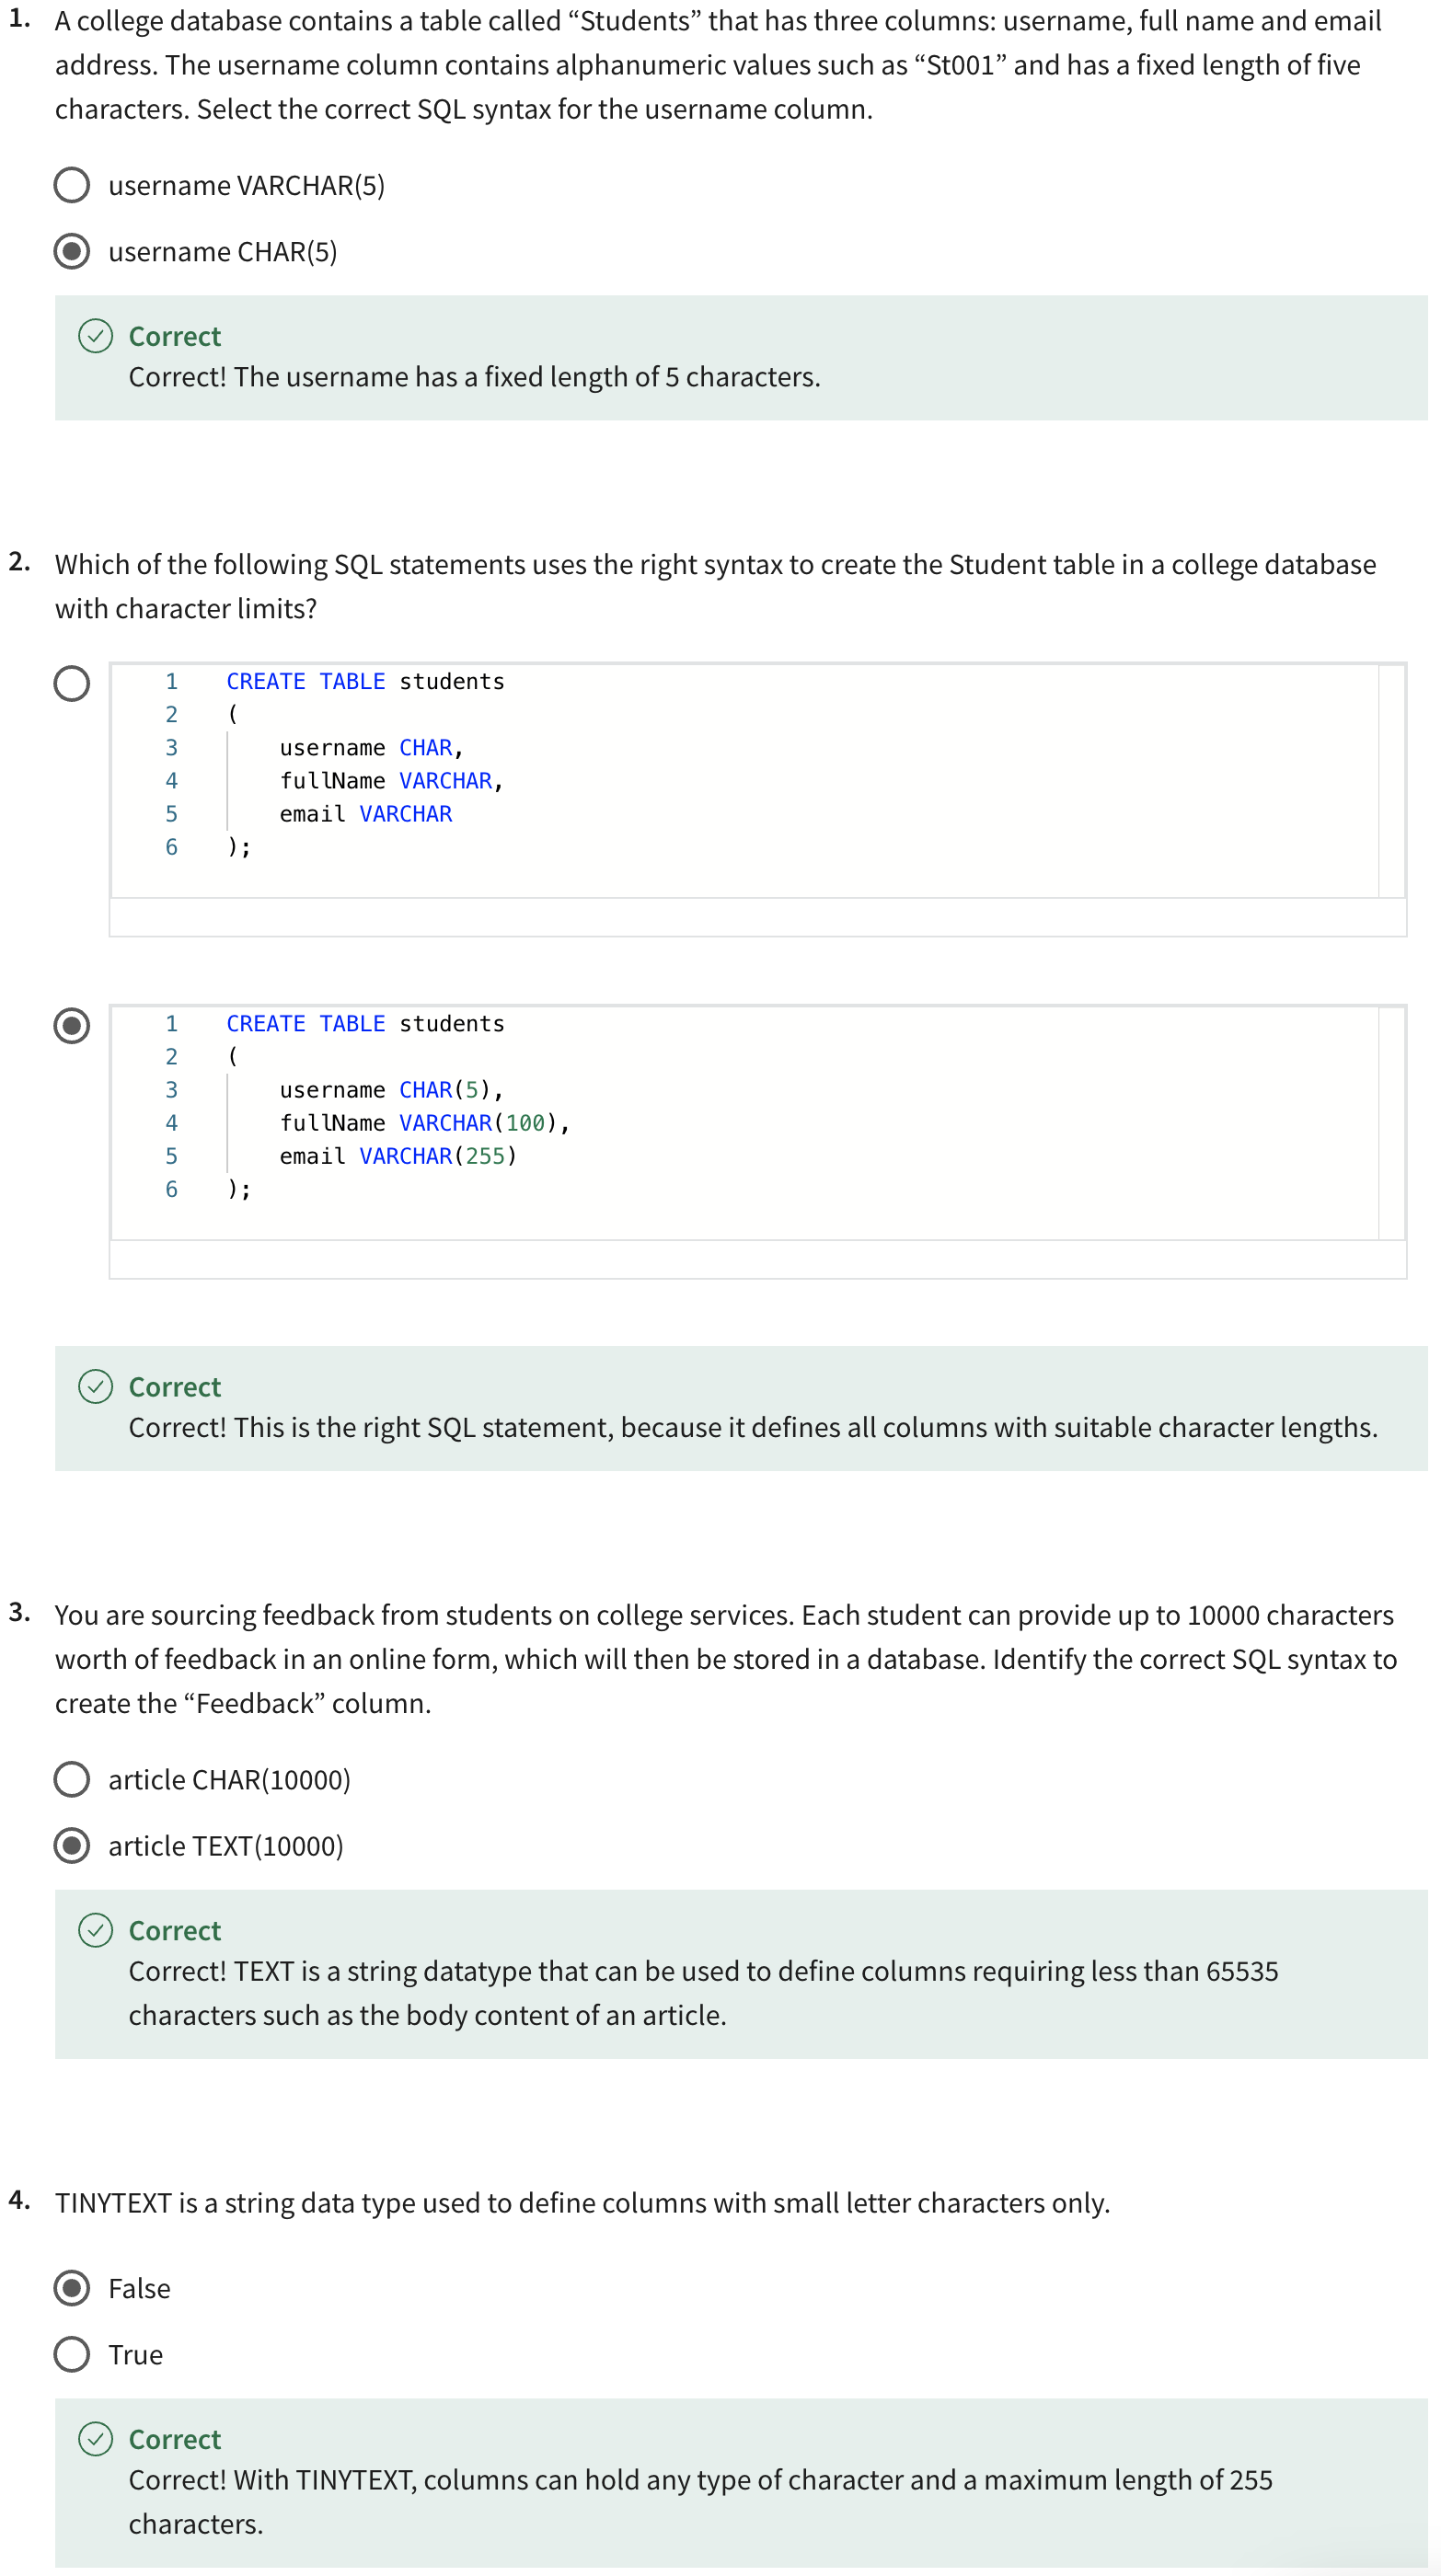 1. A college database contains a table called “Students” that has three columns: username, full name and email
address. The username column contains alphanumeric values such as “St001” and has a fixed length of five
characters. Select the correct SQL syntax for the username column.
username VARCHAR(5)
username CHAR(5)
Correct
Correct! The username has a fixed length of 5 characters.
2. Which of the following SQL statements uses the right syntax to create the Student table in a college database
with character limits?
1 CREATE TABLE students
2 (
3 username CHAR,
4 fullName VARCHAR,
5 email VARCHAR
6 );
1 CREATE TABLE students
2 (
3 username CHAR(5),
4 fullName VARCHAR(100),
5 email VARCHAR(255)
6 );
Correct
Correct! This is the right SQL statement, because it defines all columns with suitable character lengths.
3. You are sourcing feedback from students on college services. Each student can provide up to 10000 characters
worth of feedback in an online form, which will then be stored in a database. Identify the correct SQL syntax to
create the “Feedback” column.
article CHAR(10000)
article TEXT(10000)
Correct
Correct! TEXT is a string datatype that can be used to define columns requiring less than 65535
characters such as the body content of an article.
4. TINYTEXT is a string data type used to define columns with small letter characters only.
False
True
Correct
Correct! With TINYTEXT, columns can hold any type of character and a maximum length of 255
characters.